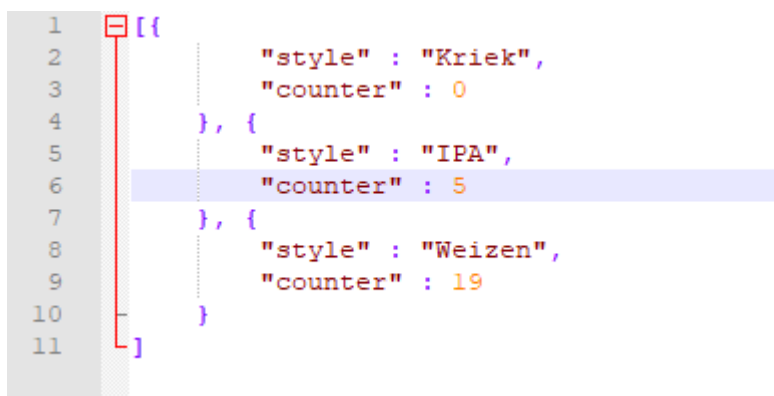 1 [{
2 "style" : "Kriek",
3 "counter" : 0
4 }, {
5 "style" : "IPA",
6 "counter" : 5
7 }, {
8 "style" : "Weizen",
9 "counter" : 19
10 }
11 ]